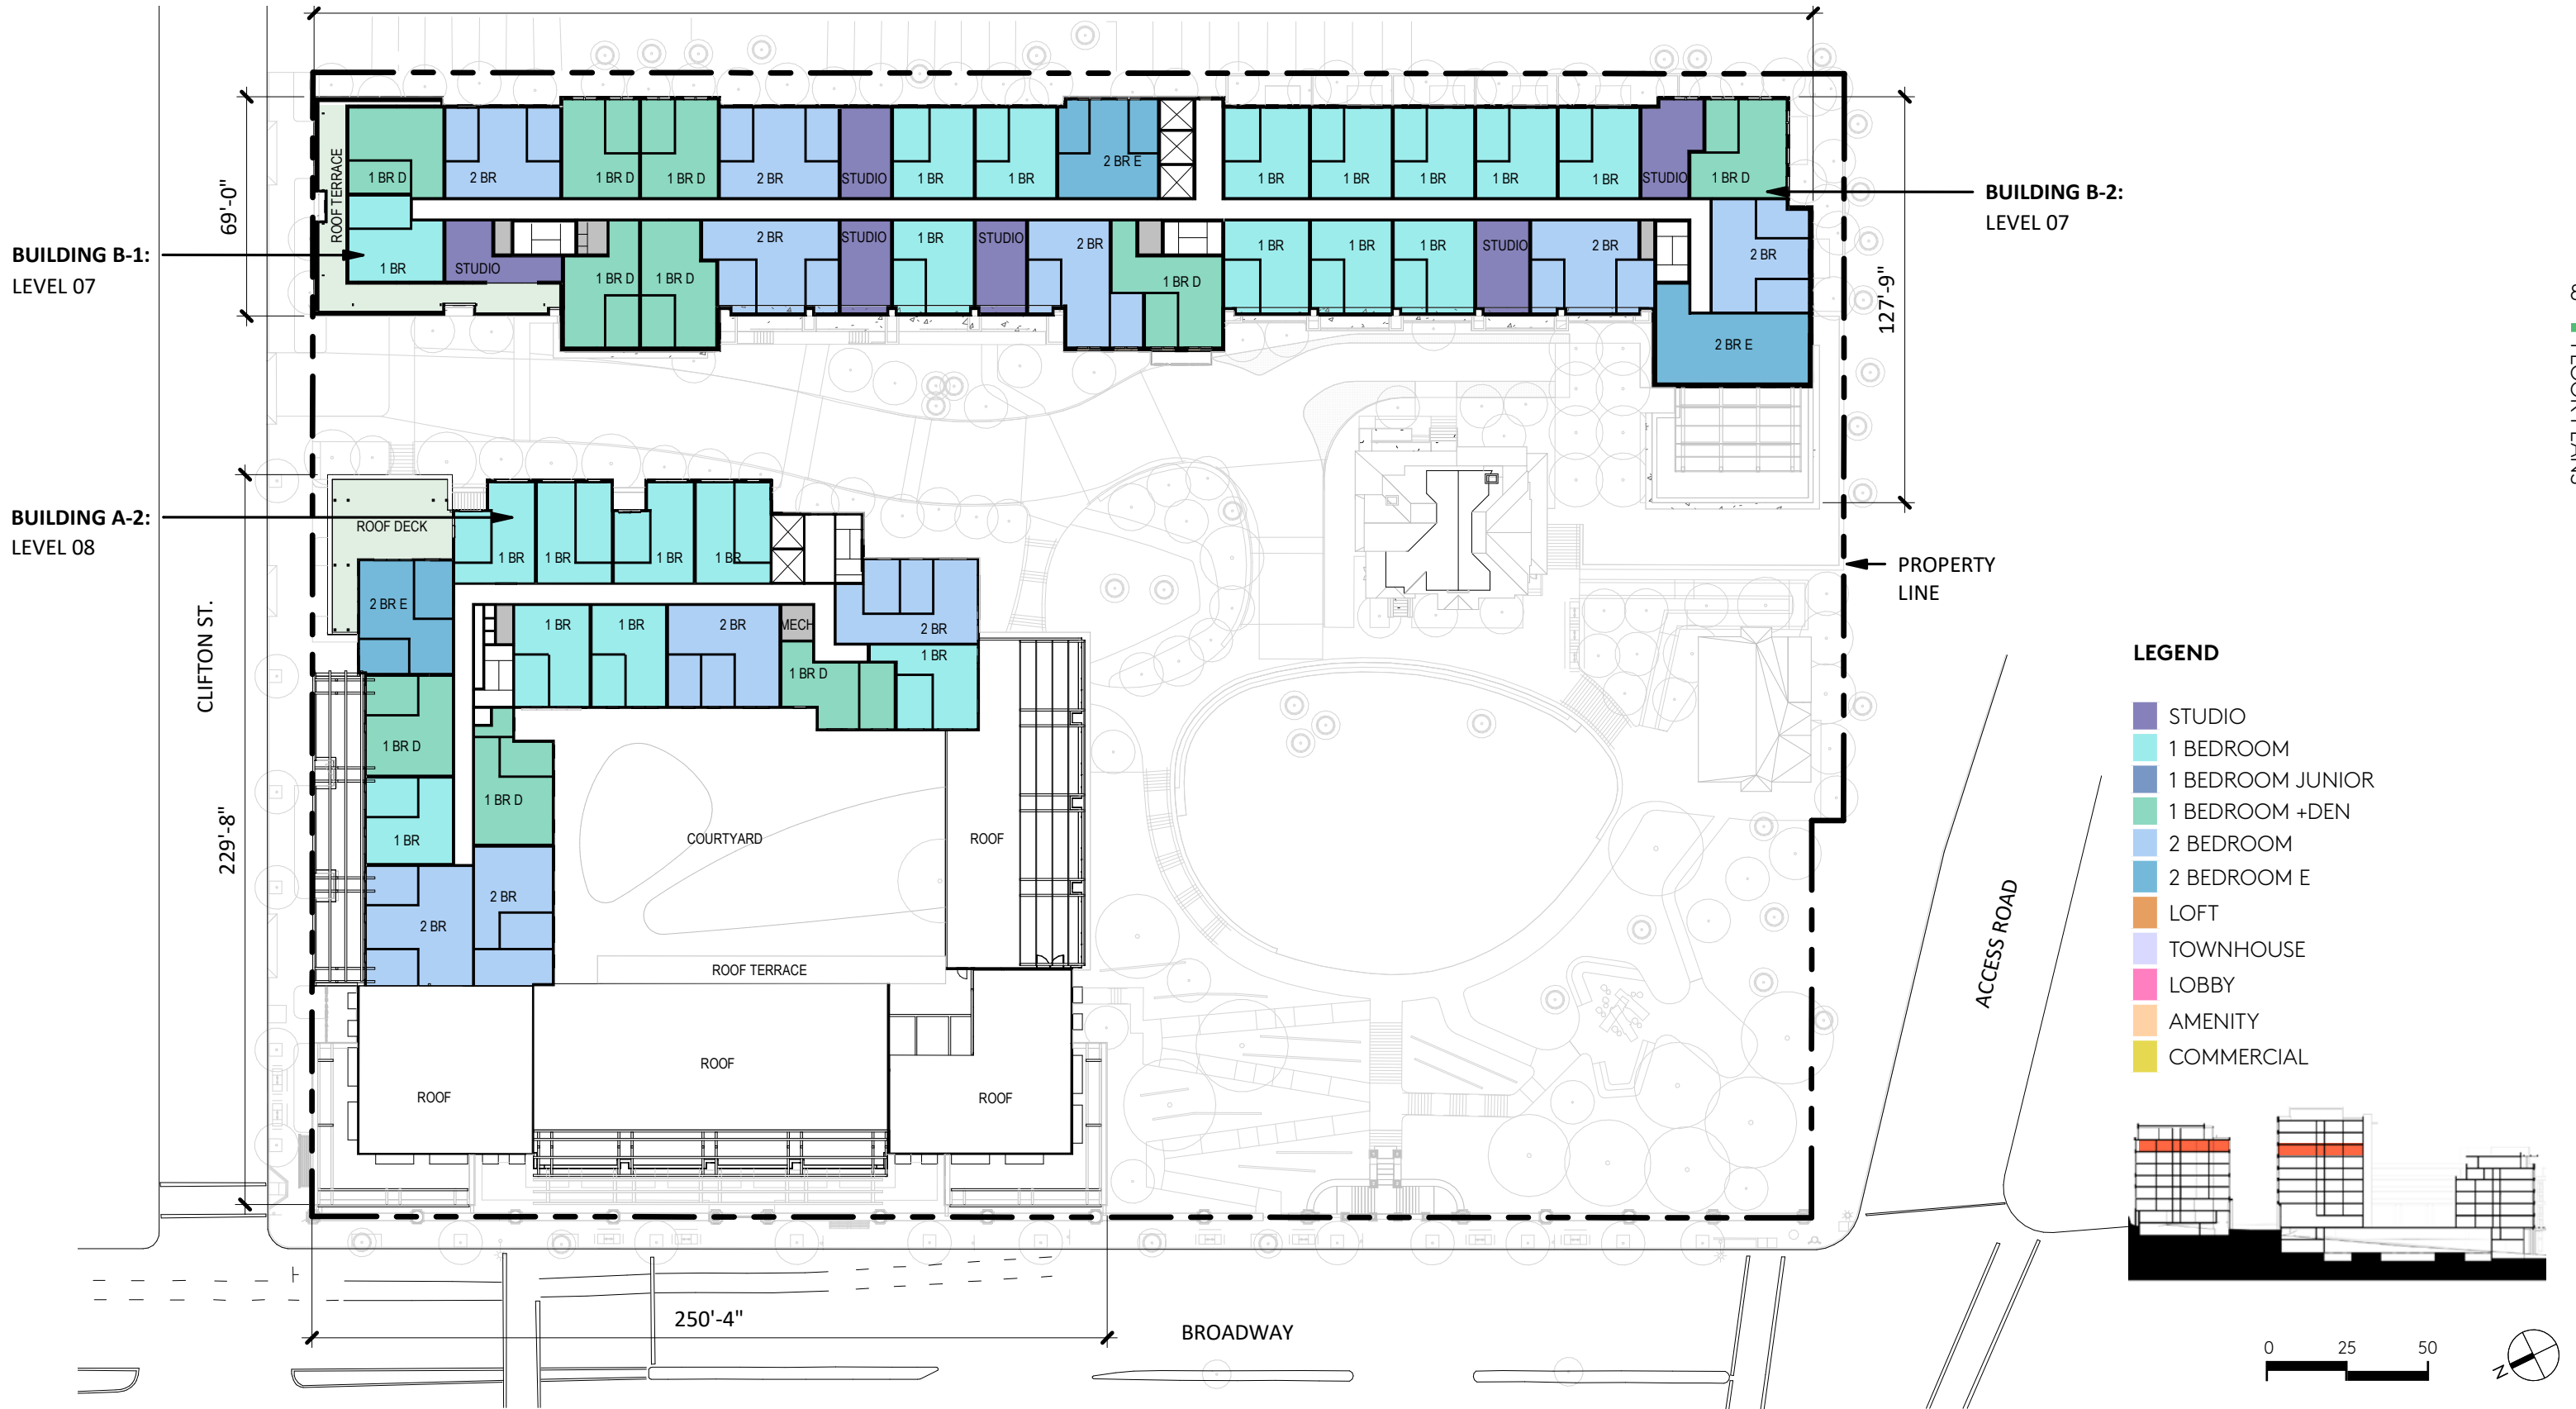 69'-0"
ROOF TERRACE
1 BR D
2 BR
1 BR D
1 BR D
2 BR
STUDIO
1 BR
1 BR
2 BR E
1 BR
1 BR
1 BR
1 BR
1 BR
STUDIO
1 BR D
BUILDING B-2:
LEVEL 07
BUILDING B-1:
LEVEL 07
1 BR
STUDIO
1 BR D
1 BR D
2 BR
STUDIO
1 BR
STUDIO
2 BR
1 BR D
1 BR
1 BR
1 BR
STUDIO
2 BR
2 BR
2 BR E
127'-9"
FLOOR PLANS
BUILDING A-2:
LEVEL 08
ROOF DECK
1 BR
1 BR
1 BR
1 BR
2 BR E
1 BR
1 BR
2 BR
MECH
2 BR
1 BR
1 BR D
1 BR D
1 BR D
1 BR
2 BR
2 BR
CLIFTON ST.
229'-8"
COURTYARD
ROOF
ROOF TERRACE
ROOF
ROOF
ROOF
PROPERTY
LINE
ACCESS ROAD
250'-4"
BROADWAY
LEGEND
STUDIO
1 BEDROOM
1 BEDROOM JUNIOR
1 BEDROOM +DEN
2 BEDROOM
2 BEDROOM E
LOFT
TOWNHOUSE
LOBBY
AMENITY
COMMERCIAL
0 25 50
N